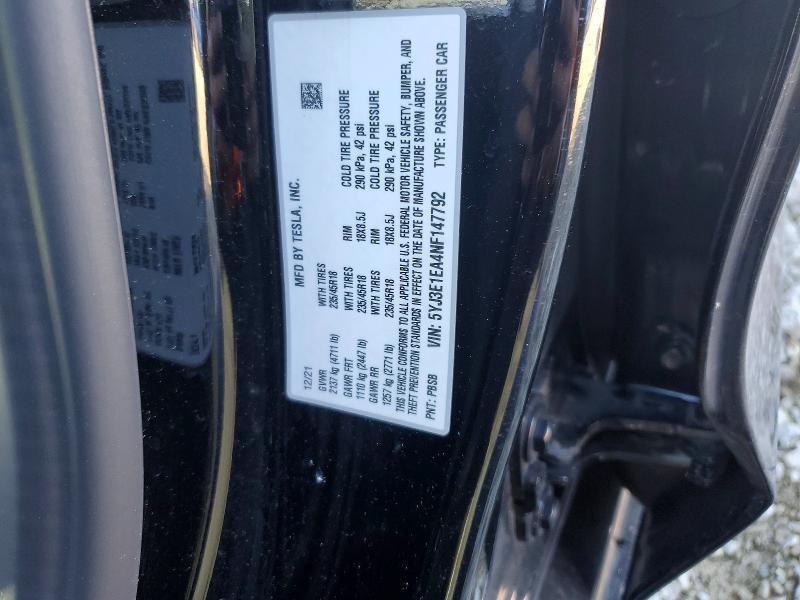 MFD BY TESLA, INC.
12/21
GVWR WITH TIRES RIM COLD TIRE PRESSURE
2137 kg (4711 lb) 235/45R18 18X8.5J 290 kPa, 42 psi
GAWR FRT WITH TIRES RIM COLD TIRE PRESSURE
1110 kg (2447 lb) 235/45R18 18X8.5J 290 kPa, 42 psi
GAWR RR
1257 kg (2771 lb)
THIS VEHICLE CONFORMS TO ALL APPLICABLE U.S. FEDERAL MOTOR VEHICLE SAFETY, BUMPER, AND
THEFT PREVENTION STANDARDS IN EFFECT ON THE DATE OF MANUFACTURE SHOWN ABOVE.
PNT: PBSB VIN: 5YJ3E1EA4NF147792 TYPE: PASSENGER CAR